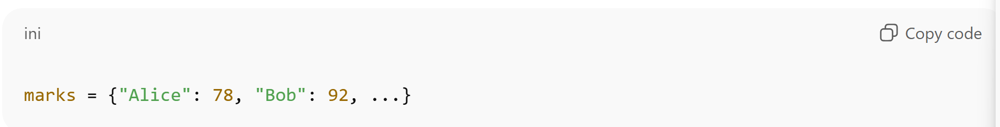 ini
Copy code
marks = {"Alice": 78, "Bob": 92, ...}